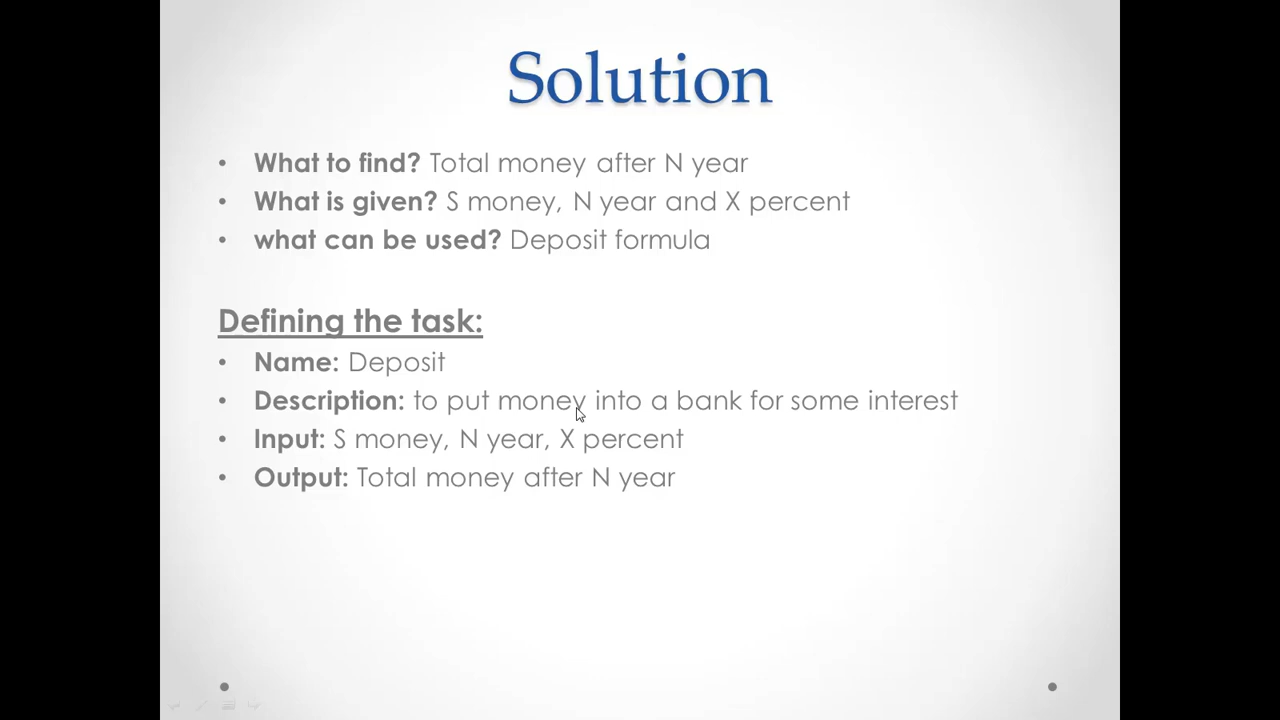 Solution
• What to find? Total money after N year
• What is given? S money, N year and X percent
• what can be used? Deposit formula
Defining the task:
• Name: Deposit
• Description: to put money into a bank for some interest
• Input: S money, N year, X percent
• Output: Total money after N year